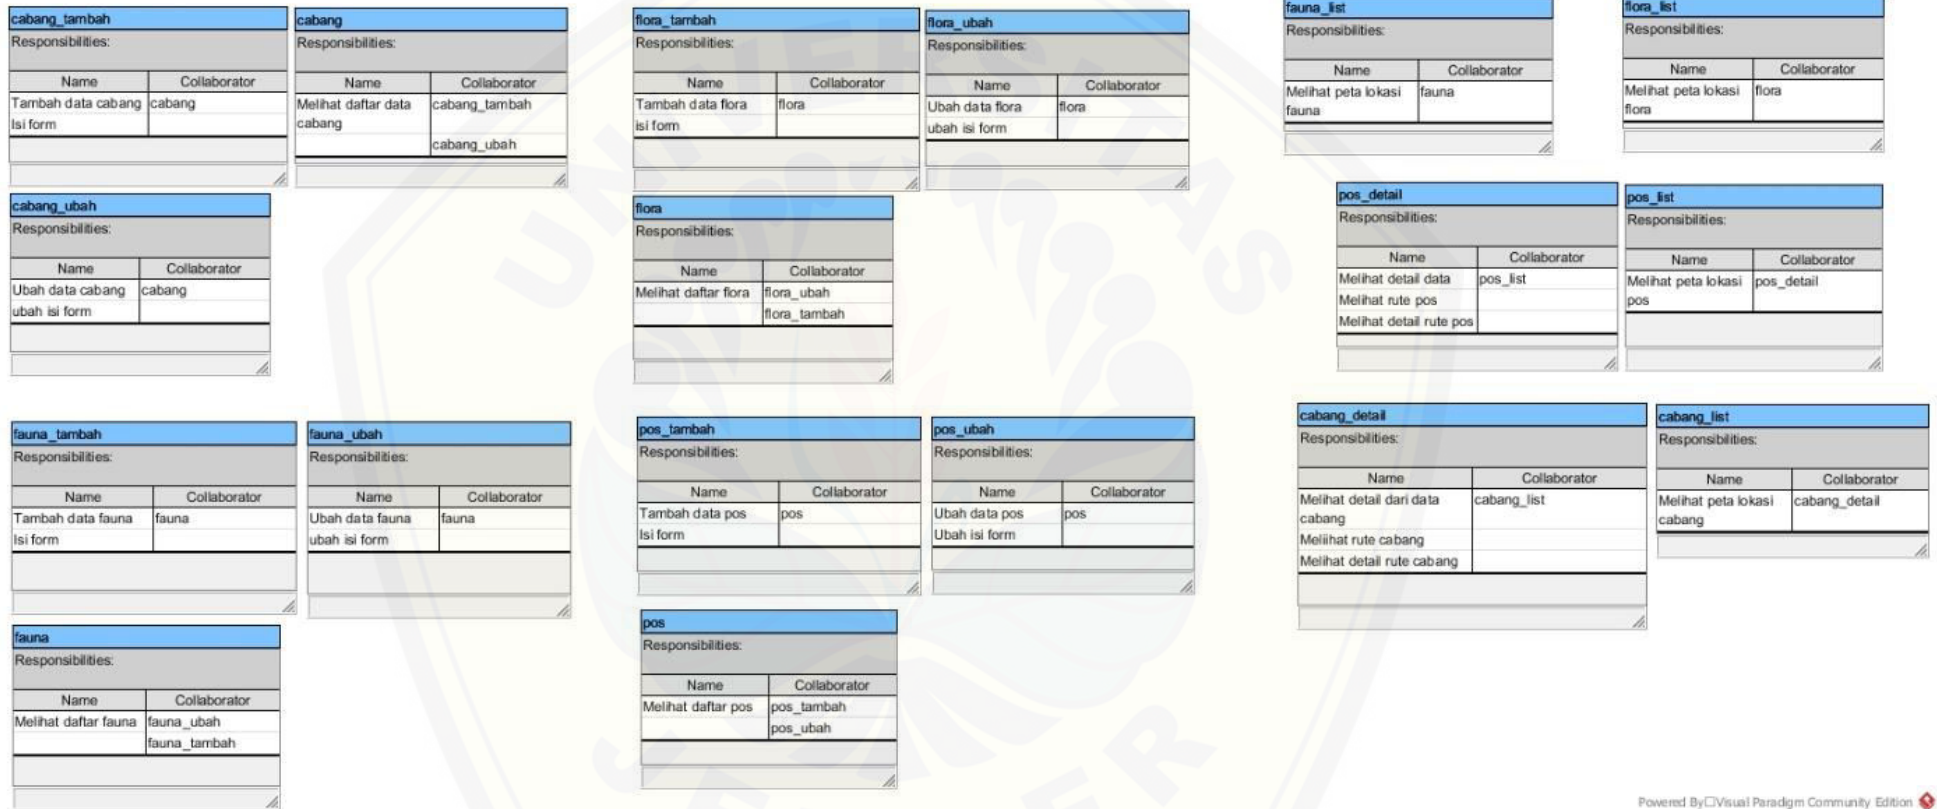 cabang_tambah
Responsibilities:
Name Collaborator
Tambah data cabang cabang
Isi form
cabang
Responsibilities:
Name Collaborator
Melihat daftar data cabang_tambah
cabang
cabang_ubah
cabang_ubah
Responsibilities:
Name Collaborator
Ubah data cabang cabang
ubah isi form
flora_tambah
Responsibilities:
Name Collaborator
Tambah data flora flora
isi form
flora_ubah
Responsibilities:
Name Collaborator
Ubah data flora flora
ubah isi form
flora
Responsibilities:
Name Collaborator
Melihat daftar flora flora_ubah
flora_tambah
fauna_list
Responsibilities:
Name Collaborator
Melihat peta lokasi fauna
fauna
flora_list
Responsibilities:
Name Collaborator
Melihat peta lokasi flora
flora
pos_detail
Responsibilities:
Name Collaborator
Melihat detail data pos_list
Melihat rute pos
Melihat detail rute pos
pos_list
Responsibilities:
Name Collaborator
Melihat peta lokasi pos_detail
pos
fauna_tambah
Responsibilities:
Name Collaborator
Tambah data fauna fauna
Isi form
fauna_ubah
Responsibilities:
Name Collaborator
Ubah data fauna fauna
ubah isi form
fauna
Responsibilities:
Name Collaborator
Melihat daftar fauna fauna_ubah
fauna_tambah
pos_tambah
Responsibilities:
Name Collaborator
Tambah data pos pos
Isi form
pos_ubah
Responsibilities:
Name Collaborator
Ubah data pos pos
Ubah isi form
pos
Responsibilities:
Name Collaborator
Melihat daftar pos pos_tambah
pos_ubah
cabang_detail
Responsibilities:
Name Collaborator
Melihat detail dari data cabang_list
cabang
Meliihat rute cabang
Melihat detail rute cabang
cabang_list
Responsibilities:
Name Collaborator
Melihat peta lokasi cabang_detail
cabang
UNIVERSITAS
Powered By□Visual Paradigm Community Edition